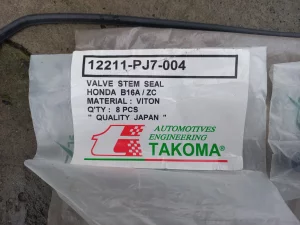 12211-PJ7-004
VALVE STEM SEAL
HONDA B16A / ZC
MATERIAL : VITON
Q'TY : 8 PCS
" QUALITY JAPAN "
AUTOMOTIVES
ENGINEERING
TAKOMA®